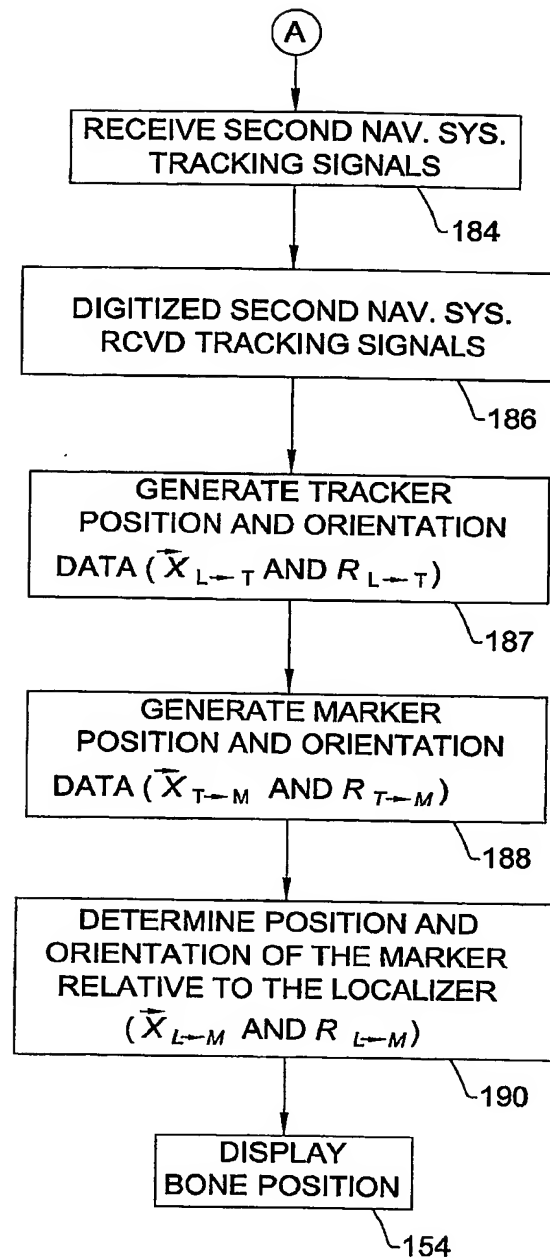 A
RECEIVE SECOND NAV. SYS.
TRACKING SIGNALS
184
DIGITIZED SECOND NAV. SYS.
RCVD TRACKING SIGNALS
186
GENERATE TRACKER
POSITION AND ORIENTATION
DATA (X⃗ L←T AND R L←T)
187
GENERATE MARKER
POSITION AND ORIENTATION
DATA (X⃗ T→M AND R T→M)
188
DETERMINE POSITION AND
ORIENTATION OF THE MARKER
RELATIVE TO THE LOCALIZER
(X⃗ L←M AND R L←M)
190
DISPLAY
BONE POSITION
154